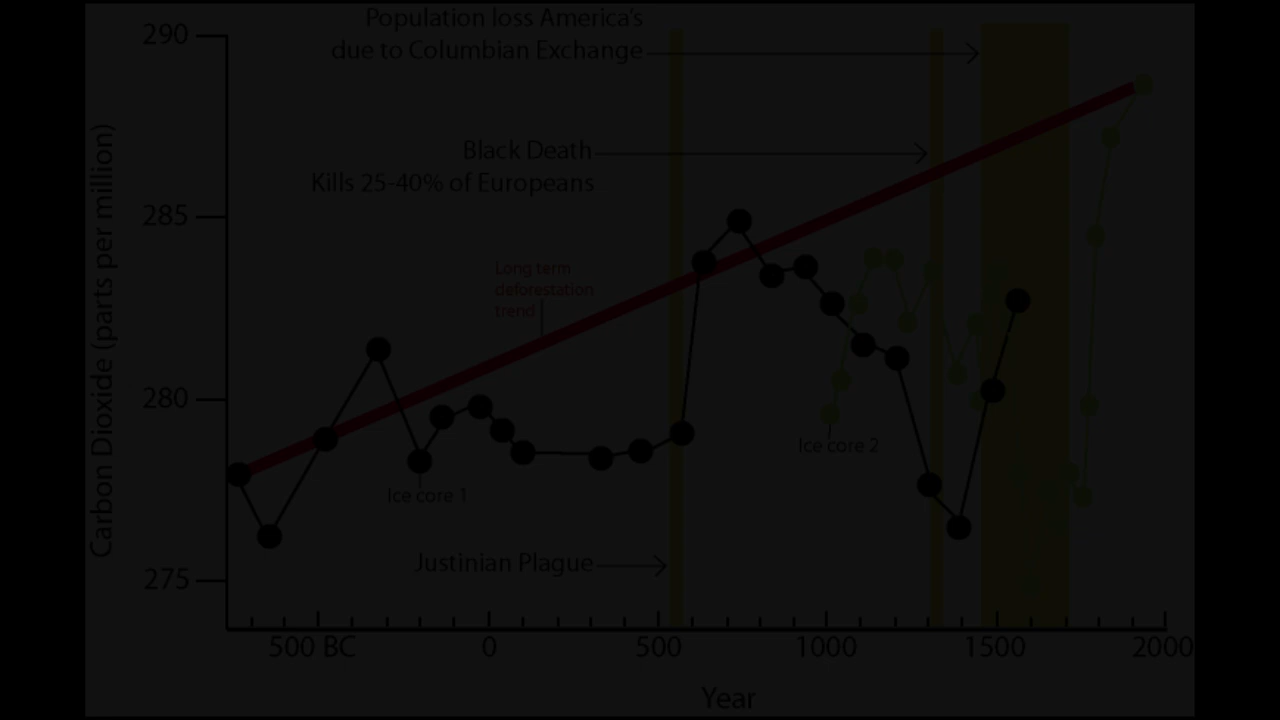 Population loss America's
due to Columbian Exchange
290
Black Death
Kills 25-40% of Europeans
285
Long term
deforestation
trend
280
Ice core 2
Ice core 1
Justinian Plague
275
Carbon Dioxide (parts per million)
500 BC
0
500
1000
1500
2000
Year